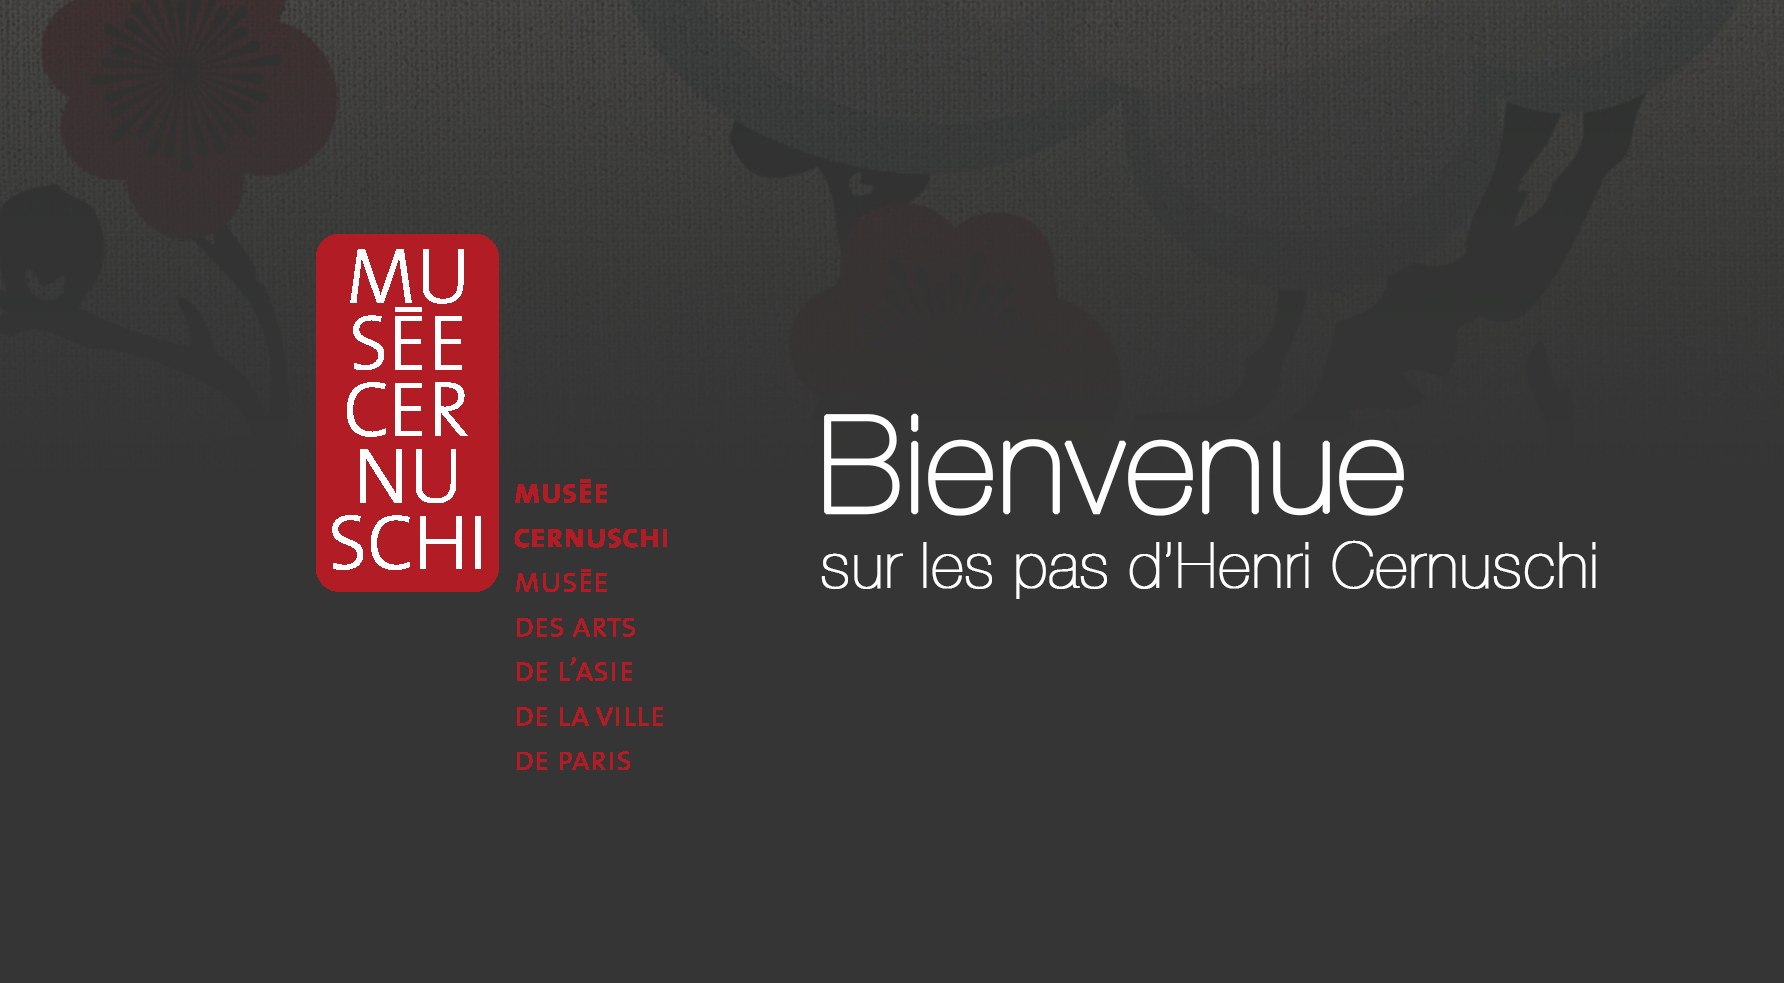 MU
SĒE
CER
NU
SCHI
MUSĒE
CERNUSCHI
MUSĒE
DES ARTS
DE L’ASIE
DE LA VILLE
DE PARIS
Bienvenue
sur les pas d’Henri Cernuschi